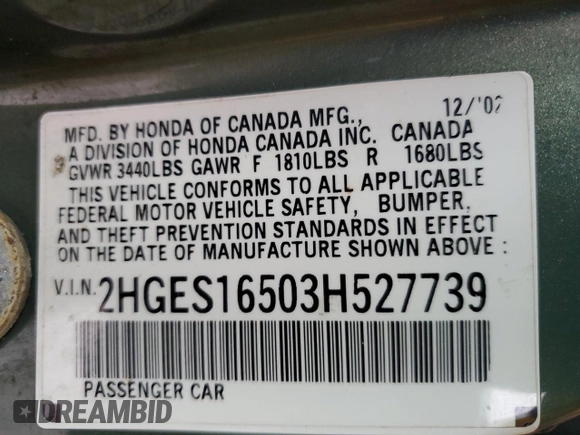 12/'02
MFD. BY HONDA OF CANADA MFG.,
A DIVISION OF HONDA CANADA INC. CANADA
GVWR 3440LBS GAWR F 1810LBS R 1680LBS
THIS VEHICLE CONFORMS TO ALL APPLICABLE
FEDERAL MOTOR VEHICLE SAFETY, BUMPER,
AND THEFT PREVENTION STANDARDS IN EFFECT
ON THE DATE OF MANUFACTURE SHOWN ABOVE :
V.I.N. 2HGES16503H527739
PASSENGER CAR
DREAMBID